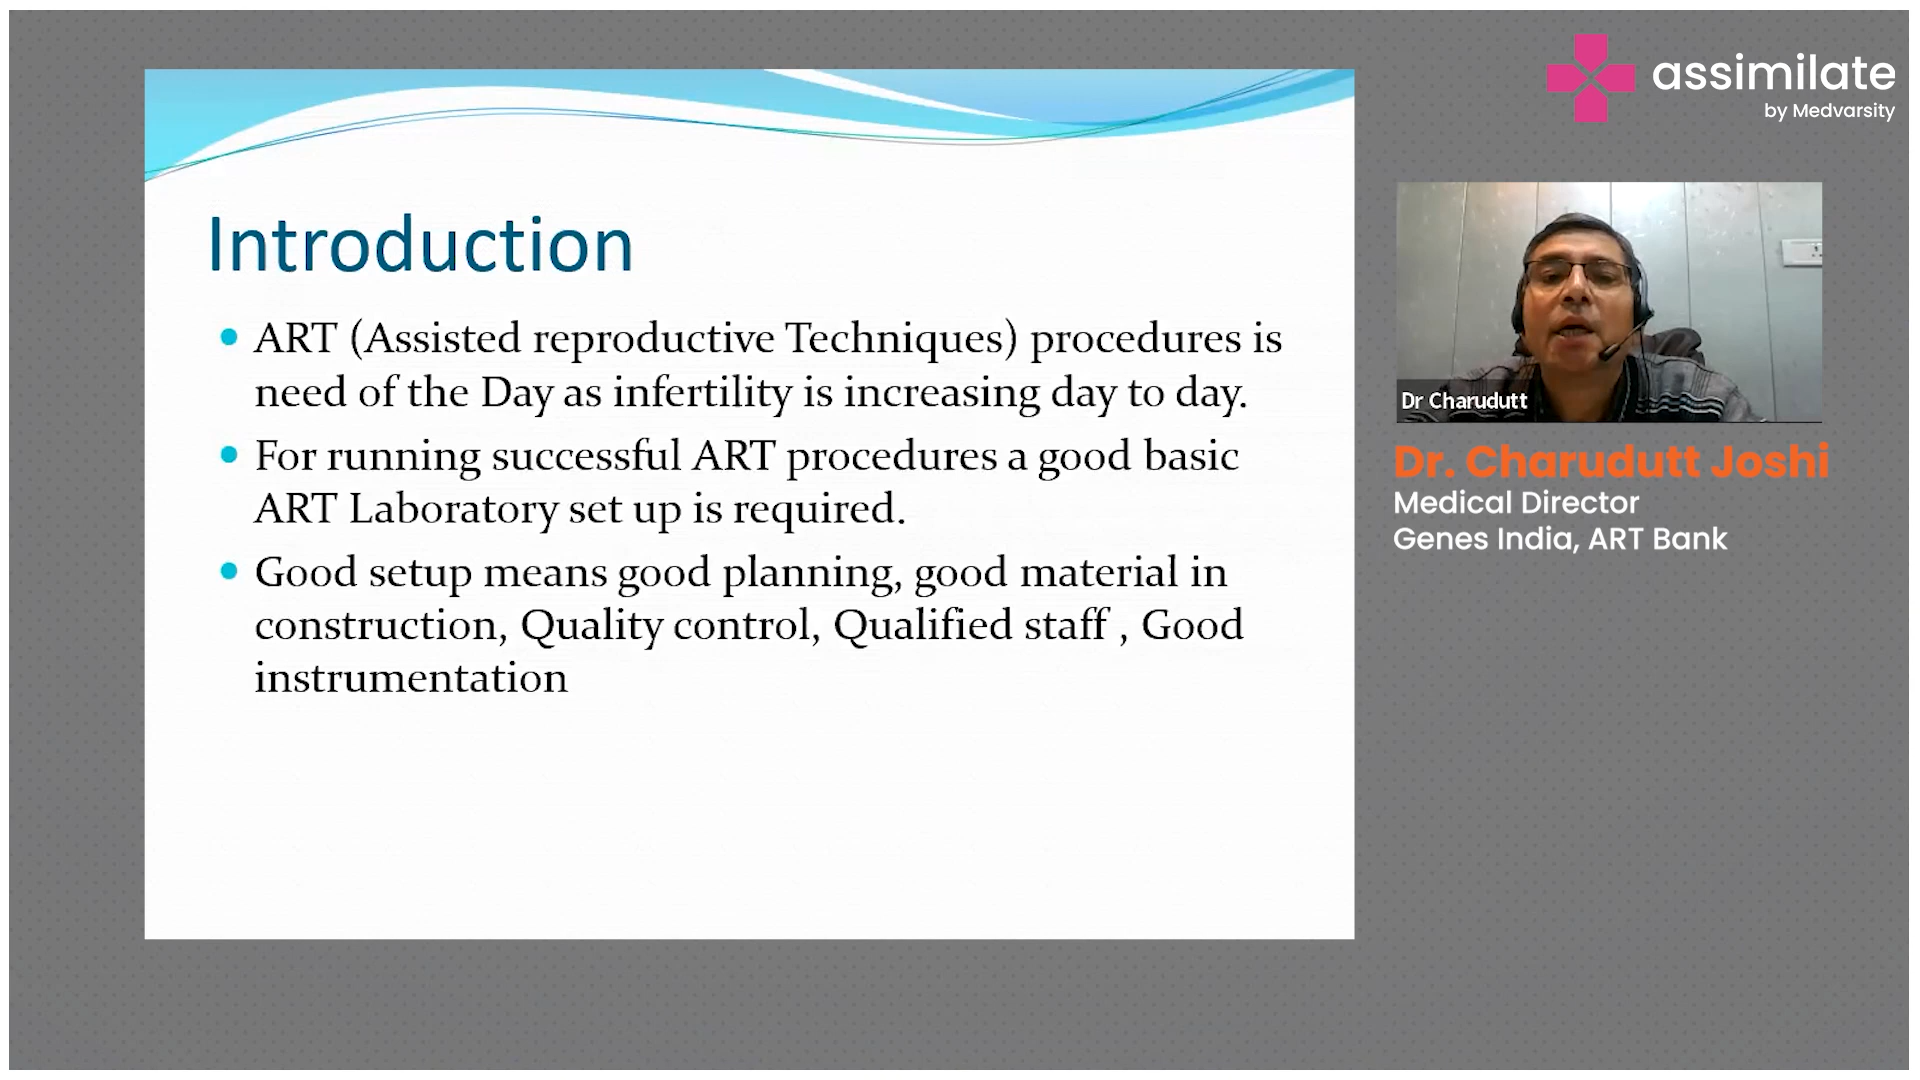 assimilate
by Medvarsity
Introduction
• ART (Assisted reproductive Techniques) procedures is
need of the Day as infertility is increasing day to day.
• For running successful ART procedures a good basic
ART Laboratory set up is required.
• Good setup means good planning, good material in
construction, Quality control, Qualified staff , Good
instrumentation
Dr Charudutt
Dr. Charudutt Joshi
Medical Director
Genes India, ART Bank